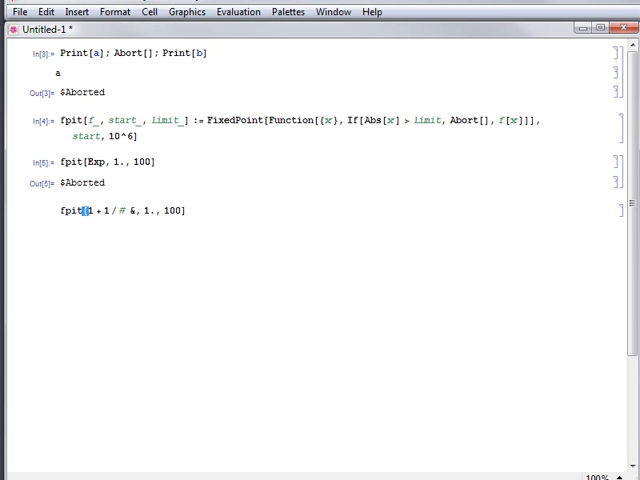 File Edit Insert Format Cell Graphics Evaluation Palettes Window Help
Untitled-1 *
In[3]:= Print[a]; Abort[]; Print[b]
a
Out[3]= $Aborted
In[4]:= fpit[f_, start_, limit_] := FixedPoint[Function[{x}, If[Abs[x] > limit, Abort[], f[x]]],
start, 10^6]
In[5]:= fpit[Exp, 1., 100]
Out[5]= $Aborted
fpit[1 + 1 / # &, 1., 100]
100%